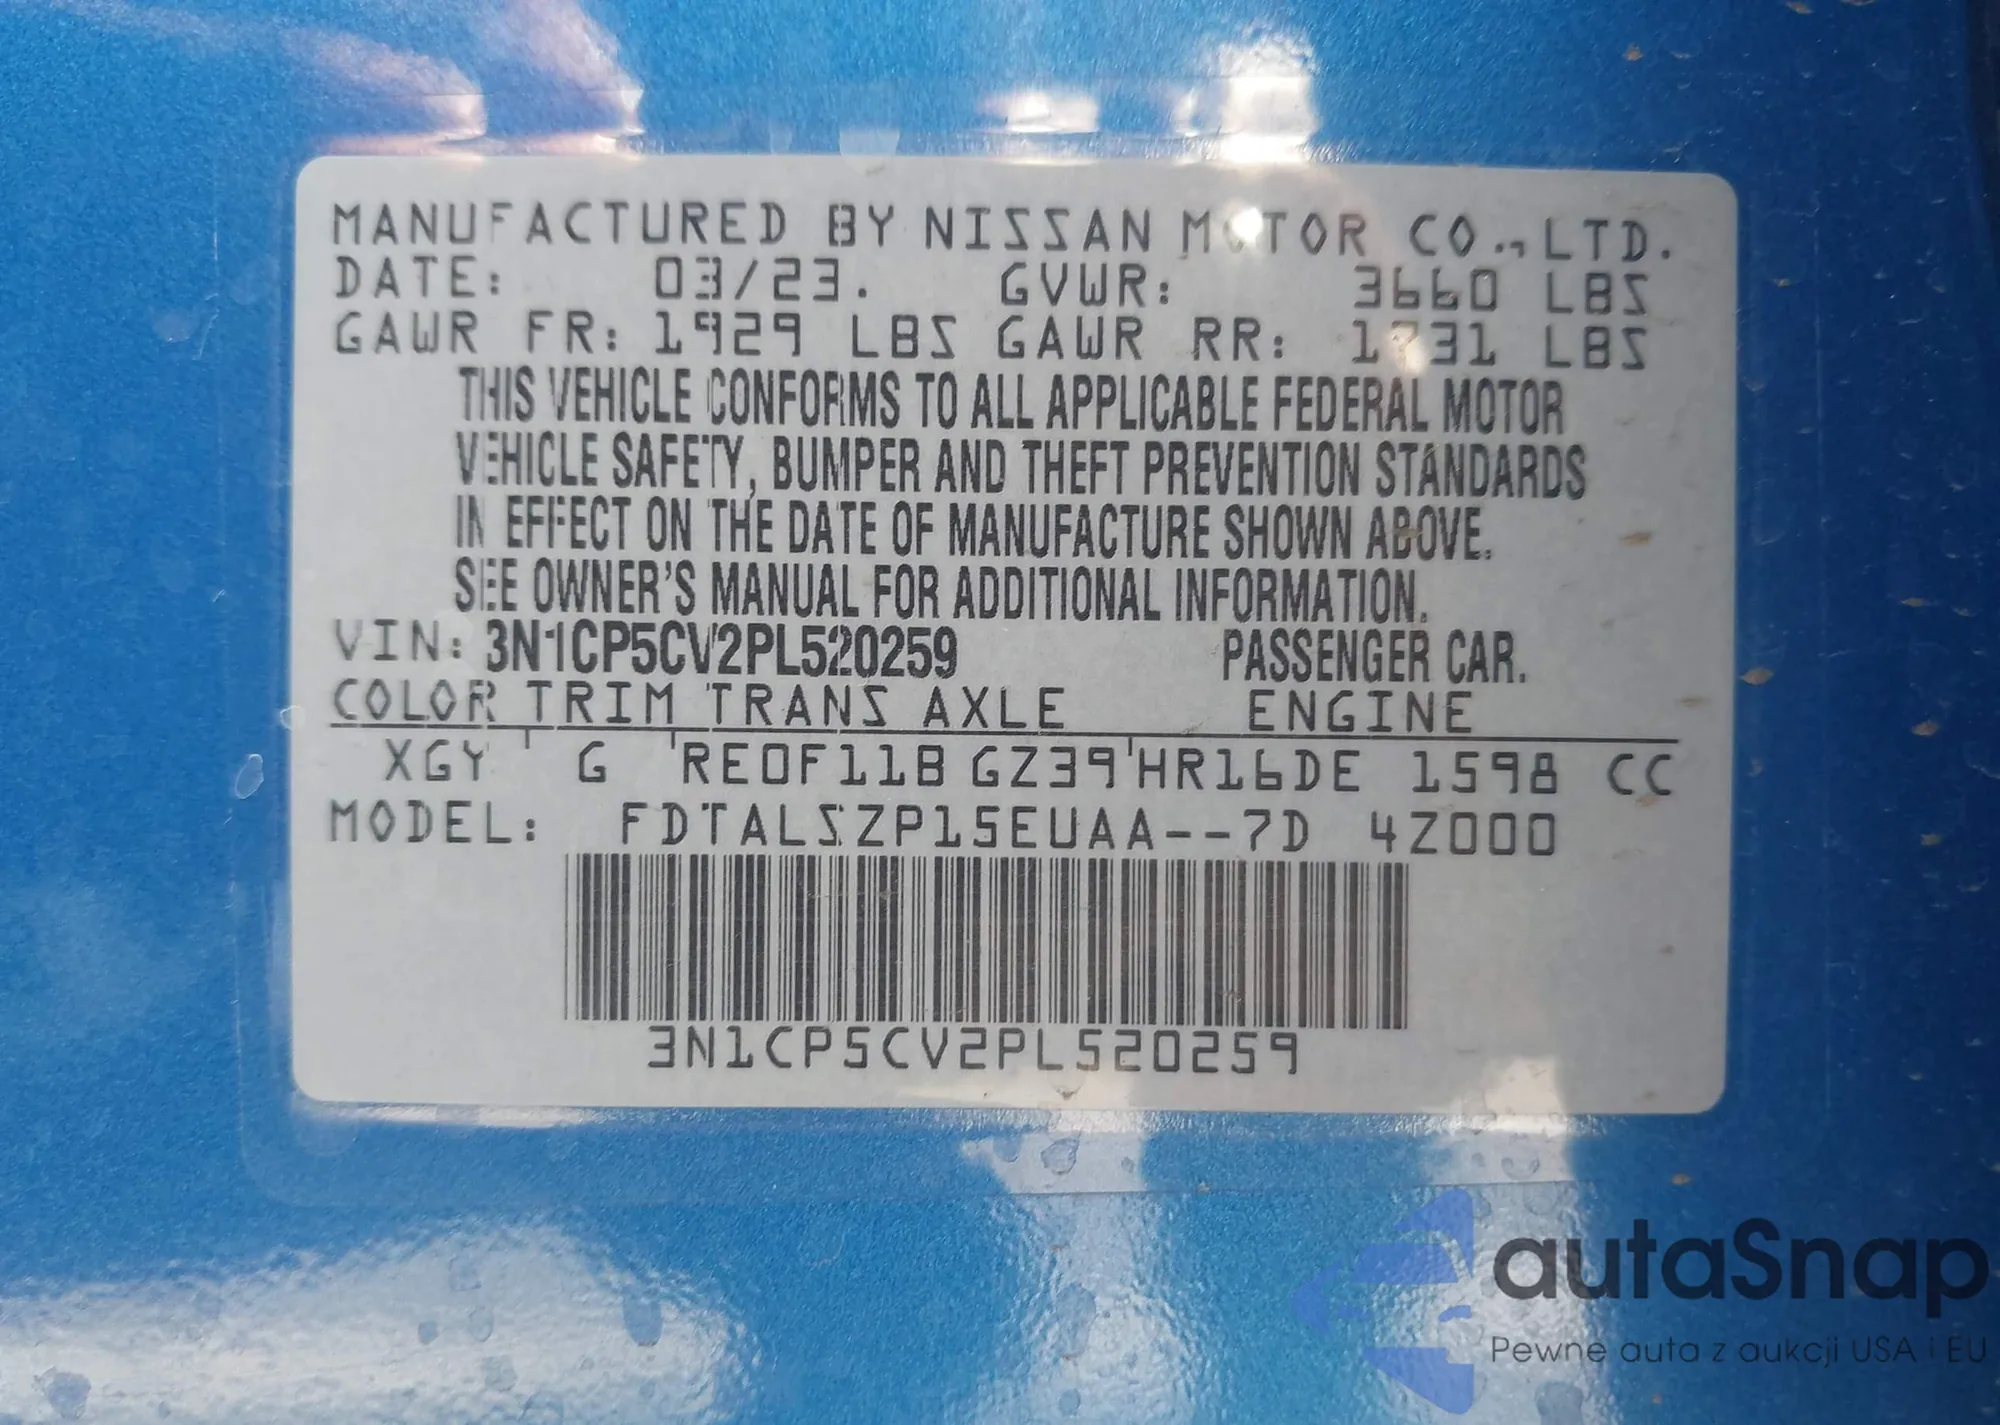 MANUFACTURED BY NISSAN MOTOR CO., LTD.
DATE: 03/23. GVWR: 3660 LBS
GAWR FR: 1929 LBS GAWR RR: 1731 LBS
THIS VEHICLE CONFORMS TO ALL APPLICABLE FEDERAL MOTOR
VEHICLE SAFETY, BUMPER AND THEFT PREVENTION STANDARDS
IN EFFECT ON THE DATE OF MANUFACTURE SHOWN ABOVE.
SEE OWNER'S MANUAL FOR ADDITIONAL INFORMATION.
VIN: 3N1CP5CV2PL520259 PASSENGER CAR.
COLOR TRIM TRANS AXLE ENGINE
XGY G RE0F11B GZ39 HR16DE 1598 CC
MODEL: FDTALSZP15EUAA--7D 4Z000
3N1CP5CV2PL520259
autaSnap
Pewne auta z aukcji USA i EU